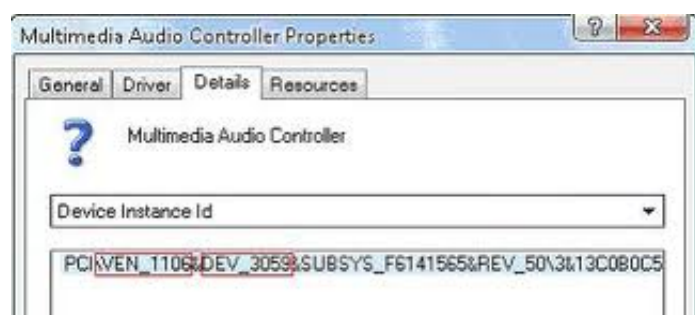 Multimedia Audio Controller Properties
General Driver Details Resources
Multimedia Audio Controller
Device Instance Id
PCI\VEN_1106&DEV_3059&SUBSYS_F6141565&REV_50\3&13C0B0C5